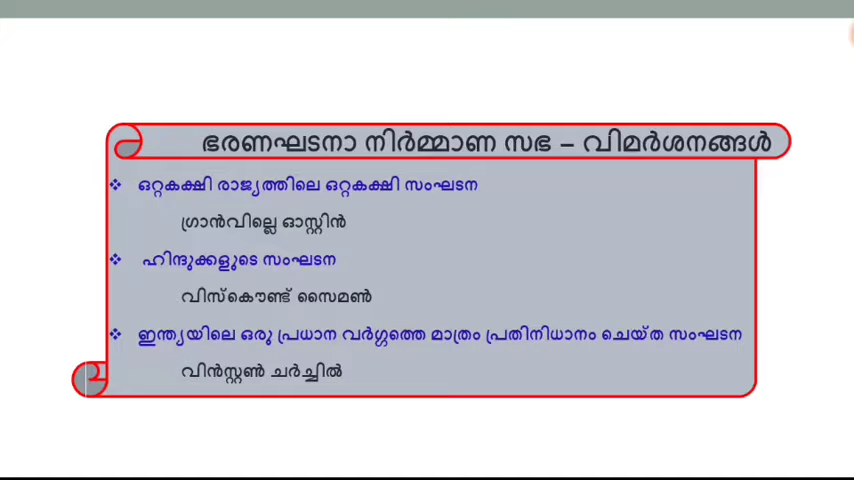 ഭരണഘടനാ നിർമ്മാണ സഭ – വിമർശനങ്ങൾ
❖ ഒറ്റകക്ഷി രാജ്യത്തിലെ ഒറ്റകക്ഷി സംഘടന
ഗ്രാൻവില്ലെ ഓസ്റ്റിൻ
❖ ഹിന്ദുക്കളുടെ സംഘടന
വിസ്കൌണ്ട് സൈമൺ
❖ ഇന്ത്യയിലെ ഒരു പ്രധാന വർഗ്ഗത്തെ മാത്രം പ്രതിനിധാനം ചെയ്ത സംഘടന
വിൻസ്റ്റൺ ചർച്ചിൽ